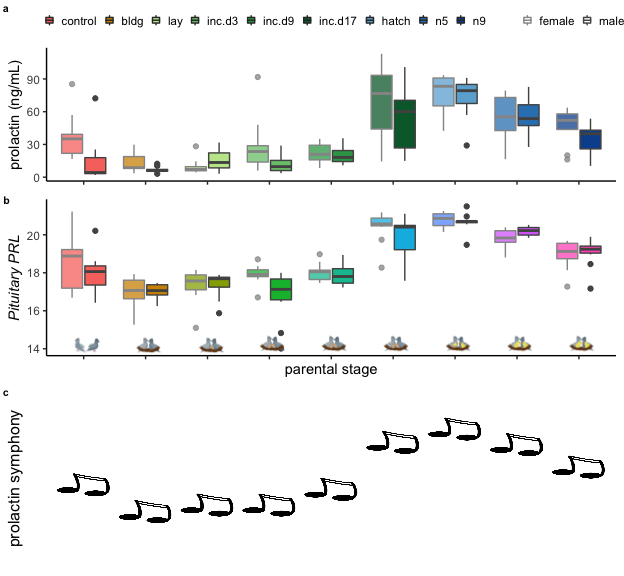 a
control bldg lay inc.d3 inc.d9 inc.d17 hatch n5 n9 female male
prolactin (ng/mL)
90
60
30
0
b
Pituitary PRL
20
18
16
14
parental stage
c
prolactin symphony